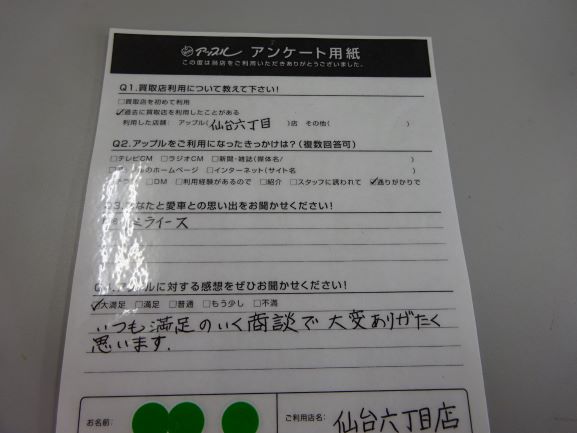 アップル アンケート用紙
この度は当店をご利用いただきありがとうございました。
Q1.買取店利用について教えて下さい!
□買取店を初めて利用
☑過去に買取店を利用したことがある
利用した店舗: アップル(仙台六丁目)店 その他( )
Q2.アップルをご利用になったきっかけは?(複数回答可)
□テレビCM □ラジオCM □新聞・雑誌(媒体名/ )
プルのホームページ □インターネット(サイト名 )
□DM □利用経験があるので □紹介 □スタッフに誘われて ☑通りがかりで
Q3.あなたと愛車との思い出をお聞かせください!
ミライース
ルに対する感想をぜひお聞かせください!
☑大満足 □満足 □普通 □もう少し □不満
いつも満足のいく商談で大変ありがたく
思います.
お名前: ご利用店名: 仙台六丁目店